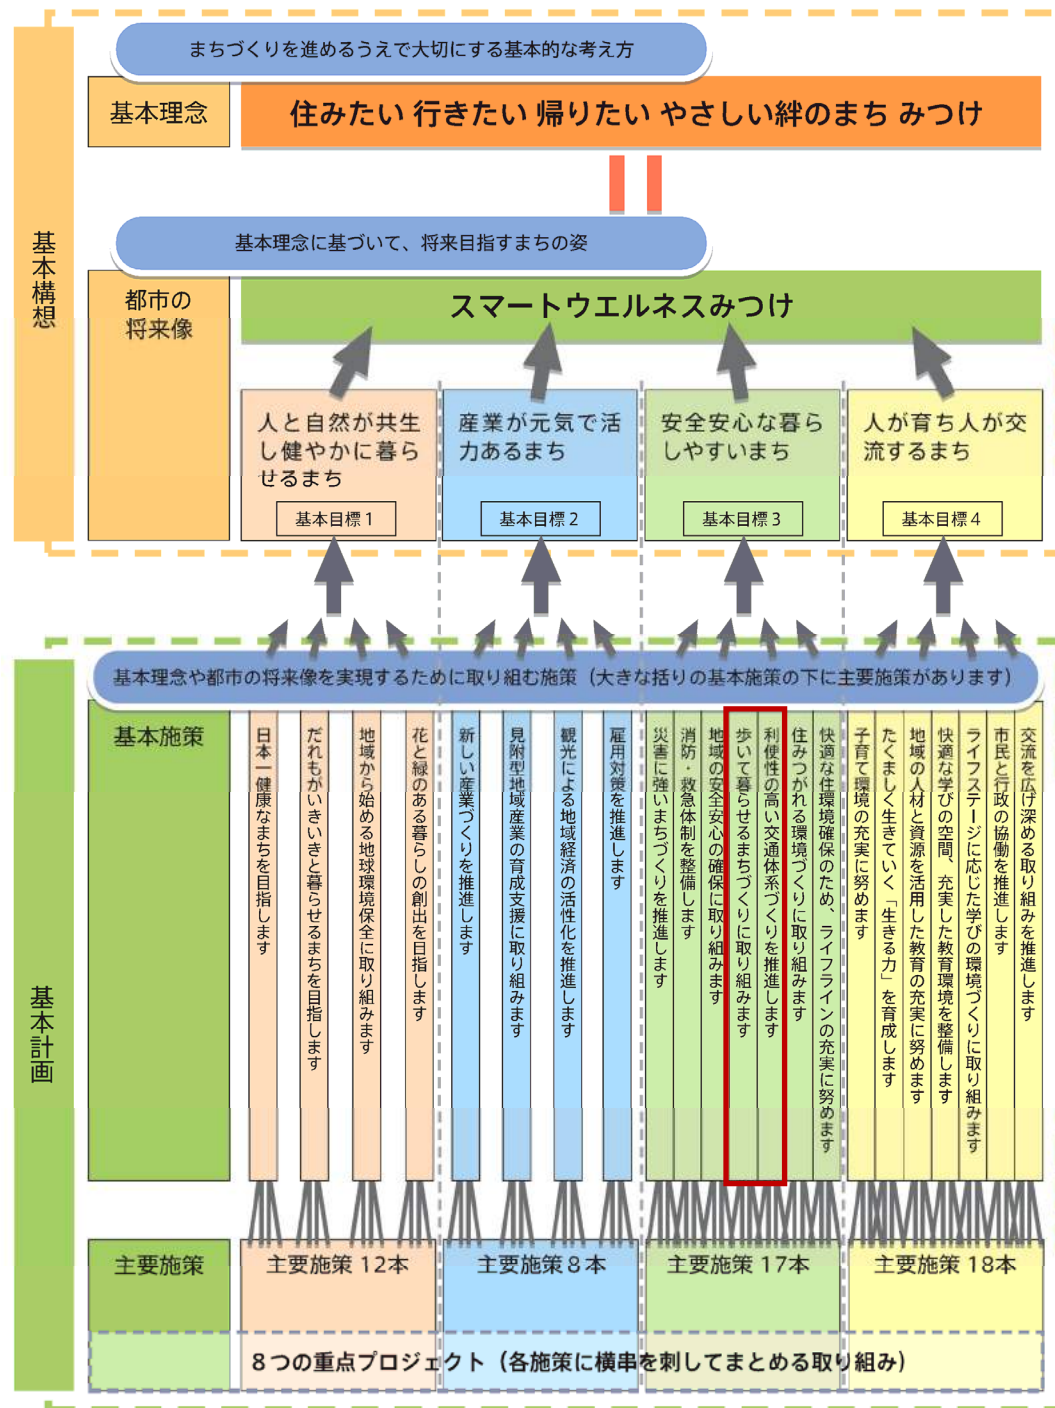 まちづくりを進めるうえで大切にする基本的な考え方
基本理念
住みたい 行きたい 帰りたい やさしい絆のまち みつけ
基本構想
基本理念に基づいて、将来目指すまちの姿
都市の
将来像
スマートウエルネスみつけ
人と自然が共生
し健やかに暮ら
せるまち
基本目標1
産業が元気で活
力あるまち
基本目標2
安全安心な暮ら
しやすいまち
基本目標3
人が育ち人が交
流するまち
基本目標4
基本計画
基本理念や都市の将来像を実現するために取り組む施策（大きな括りの基本施策の下に主要施策があります）
基本施策
日本一健康なまちを目指します
だれもがいきいきと暮らせるまちを目指します
地域から始める地球環境保全に取り組みます
花と緑のある暮らしの創出を目指します
新しい産業づくりを推進します
見附型地域産業の育成支援に取り組みます
観光による地域経済の活性化を推進します
雇用対策を推進します
災害に強いまちづくりを推進します
消防・救急体制を整備します
地域の安全安心の確保に取り組みます
歩いて暮らせるまちづくりに取り組みます
利便性の高い交通体系づくりを推進します
住みつがれる環境づくりに取り組みます
快適な住環境確保のため、ライフラインの充実に努めます
子育て環境の充実に努めます
たくましく生きていく「生きる力」を育成します
地域の人材と資源を活用した教育の充実に努めます
快適な学びの空間、充実した教育環境を整備します
ライフステージに応じた学びの環境づくりに取り組みます
市民と行政の協働を推進します
交流を広げ深める取り組みを推進します
主要施策
主要施策 12本
主要施策 8本
主要施策 17本
主要施策 18本
8つの重点プロジェクト（各施策に横串を刺してまとめる取り組み）